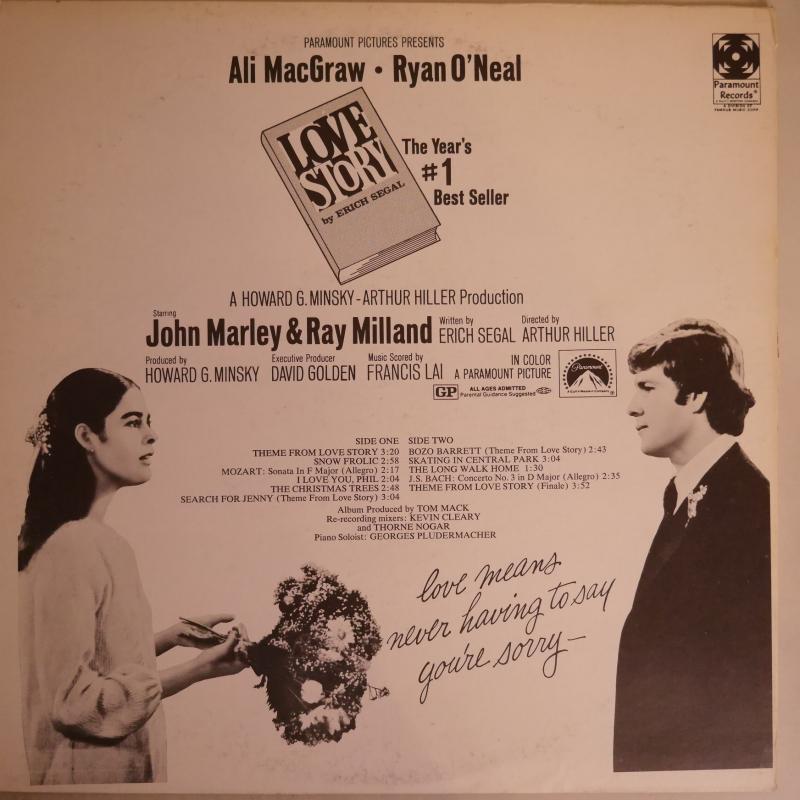 PARAMOUNT PICTURES PRESENTS
Ali MacGraw • Ryan O'Neal
Paramount
Records®
A DIVISION OF
FAMOUS MUSIC CORP.
LOVE
STORY
by ERICH SEGAL
The Year's
#1
Best Seller
A HOWARD G. MINSKY-ARTHUR HILLER Production
Starring
John Marley & Ray Milland
Written by
ERICH SEGAL
Directed by
ARTHUR HILLER
Produced by
HOWARD G. MINSKY
Executive Producer
DAVID GOLDEN
Music Scored by
FRANCIS LAI
IN COLOR
A PARAMOUNT PICTURE
Paramount
GP
ALL AGES ADMITTED
Parental Guidance Suggested
SIDE ONE
THEME FROM LOVE STORY 3:20
SNOW FROLIC 2:58
MOZART: Sonata In F Major (Allegro) 2:17
I LOVE YOU, PHIL 2:04
THE CHRISTMAS TREES 2:48
SEARCH FOR JENNY (Theme From Love Story) 3:04
SIDE TWO
BOZO BARRETT (Theme From Love Story) 2:43
SKATING IN CENTRAL PARK 3:04
THE LONG WALK HOME 1:30
J.S. BACH: Concerto No. 3 in D Major (Allegro) 2:35
THEME FROM LOVE STORY (Finale) 3:52
Album Produced by TOM MACK
Re-recording mixers: KEVIN CLEARY
and THORNE NOGAR
Piano Soloist: GEORGES PLUDERMACHER
love means
never having to say
you're sorry—